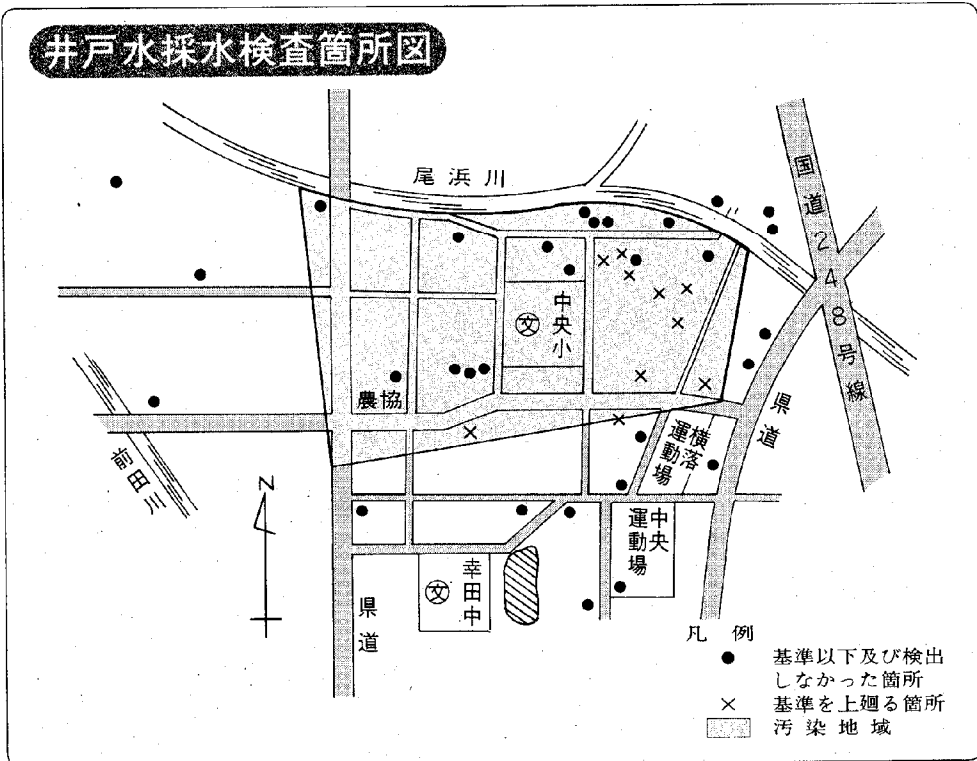 井戸水採水検査箇所図
尾浜川
国道248号線
中央小
文
農協
県道
前田川
横落運動場
N
中央運動場
幸田中
文
県道
凡例
基準以下及び検出
しなかった箇所
基準を上廻る箇所
汚染地域